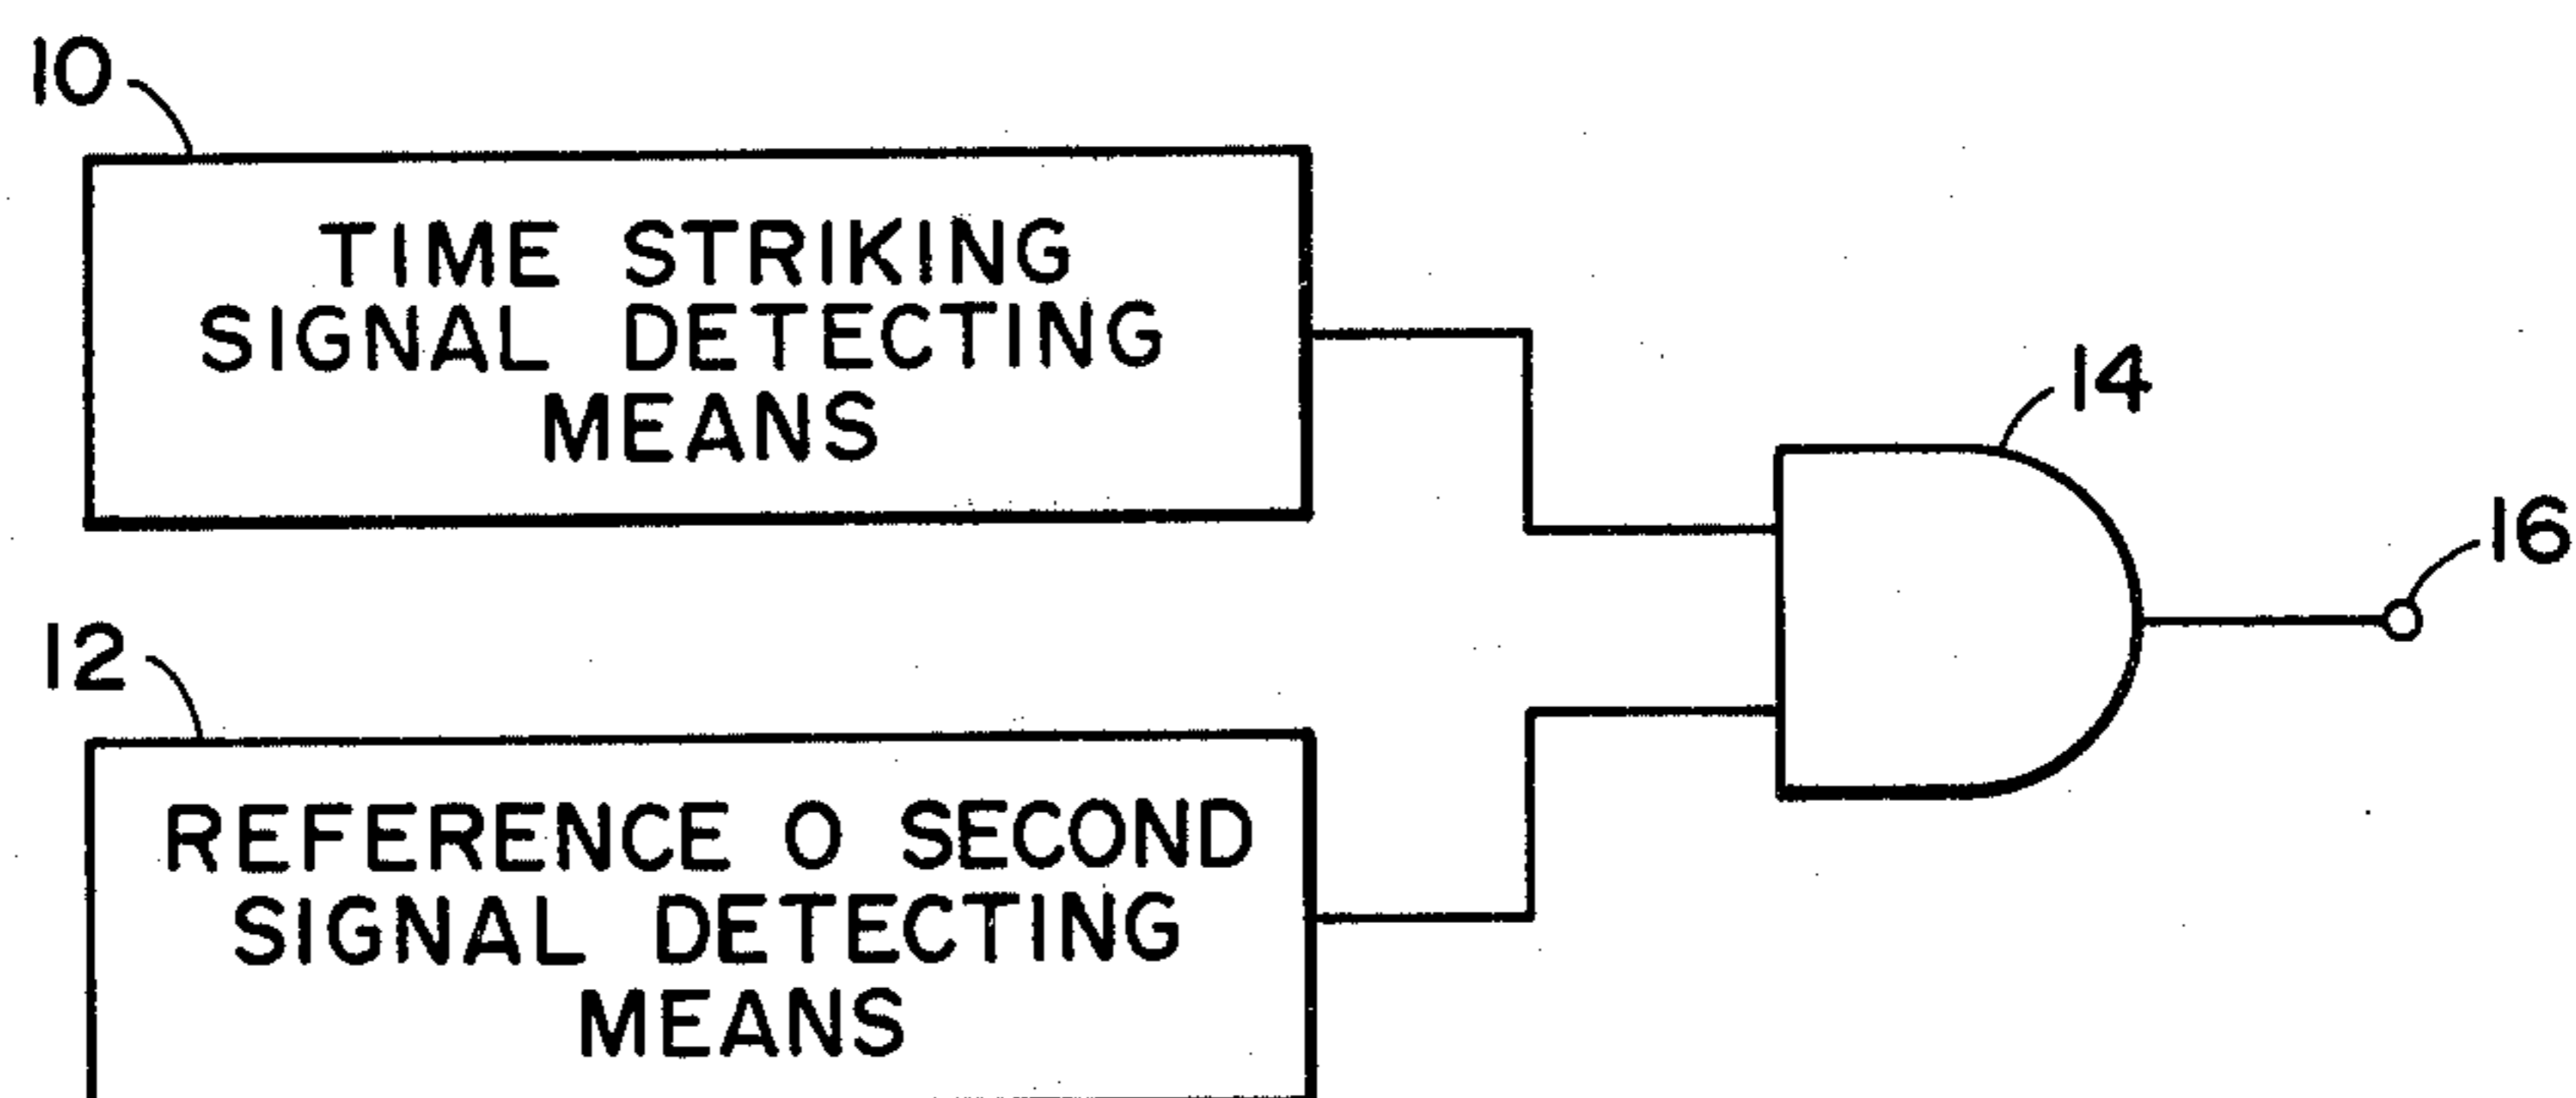 10
TIME STRIKING
SIGNAL DETECTING
MEANS
14
16
12
REFERENCE 0 SECOND
SIGNAL DETECTING
MEANS